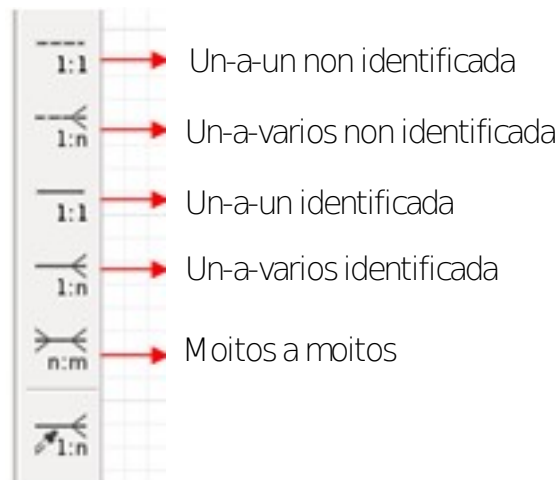 1:1 Un-a-un non identificada
1:n Un-a-varios non identificada
1:1 Un-a-un identificada
1:n Un-a-varios identificada
n:m Moitos a moitos
1:n